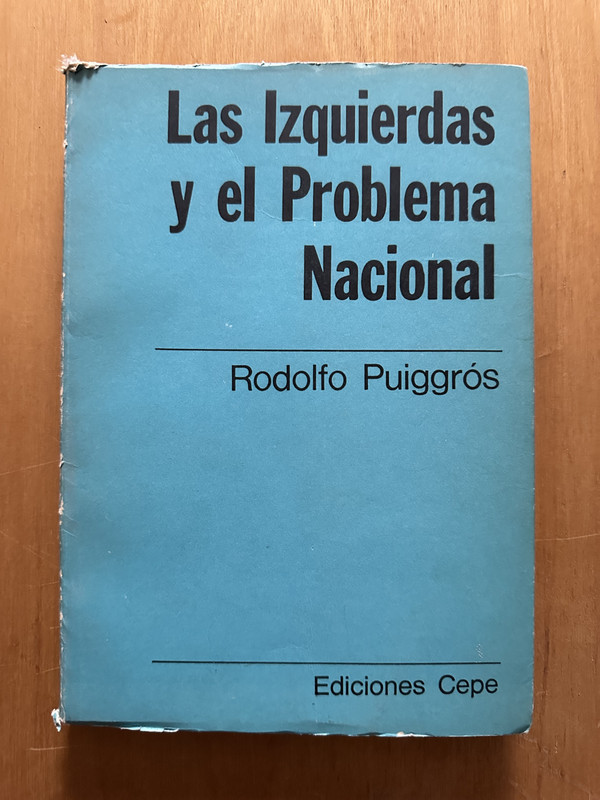 Las Izquierdas
y el Problema
Nacional
Rodolfo Puiggrós
Ediciones Cepe